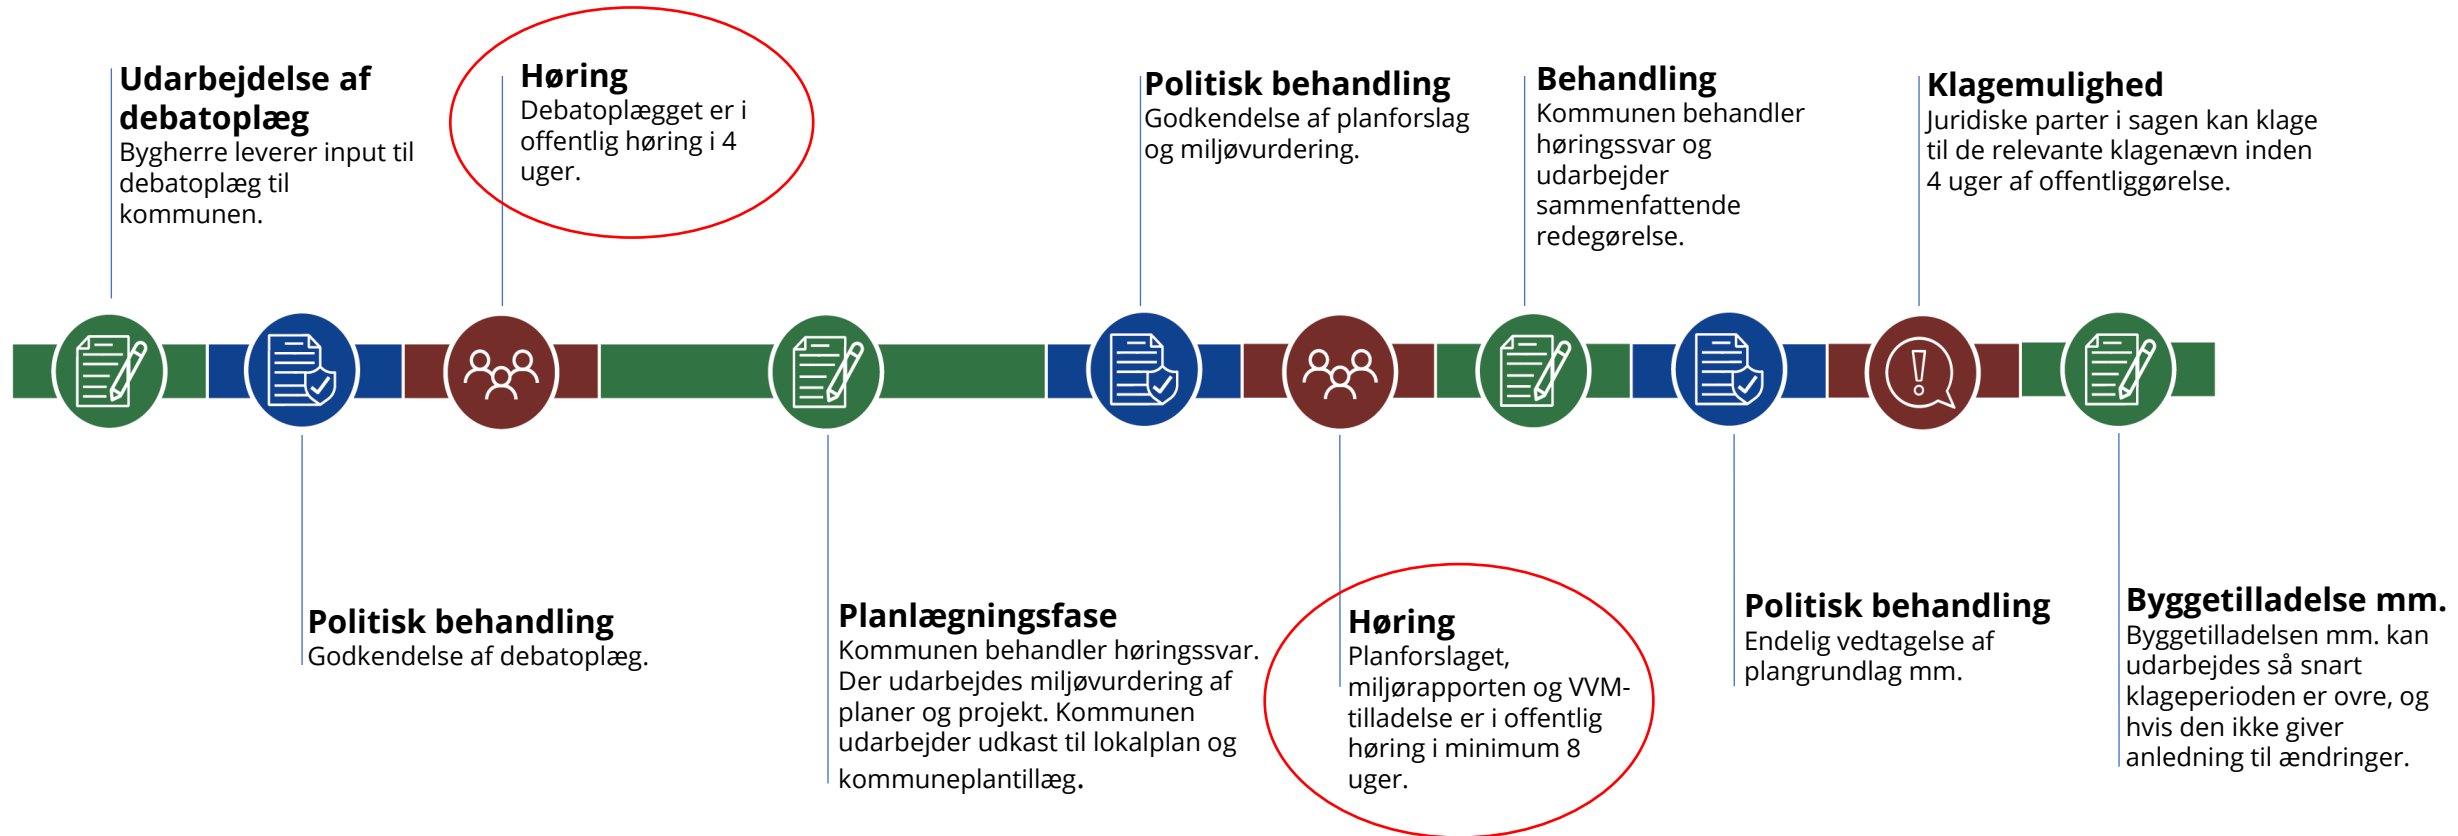 Udarbejdelse af
debatoplæg
Bygherre leverer input til
debatoplæg til
kommunen.
Politisk behandling
Godkendelse af debatoplæg.
Høring
Debatoplægget er i
offentlig høring i 4
uger.
Planlægningsfase
Kommunen behandler høringssvar.
Der udarbejdes miljøvurdering af
planer og projekt. Kommunen
udarbejder udkast til lokalplan og
kommuneplantillæg.
Politisk behandling
Godkendelse af planforslag
og miljøvurdering.
Høring
Planforslaget,
miljørapporten og VVM-
tilladelse er i offentlig
høring i minimum 8
uger.
Behandling
Kommunen behandler
høringssvar og
udarbejder
sammenfattende
redegørelse.
Politisk behandling
Endelig vedtagelse af
plangrundlag mm.
Klagemulighed
Juridiske parter i sagen kan klage
til de relevante klagenævn inden
4 uger af offentliggørelse.
Byggetilladelse mm.
Byggetilladelsen mm. kan
udarbejdes så snart
klageperioden er ovre, og
hvis den ikke giver
anledning til ændringer.